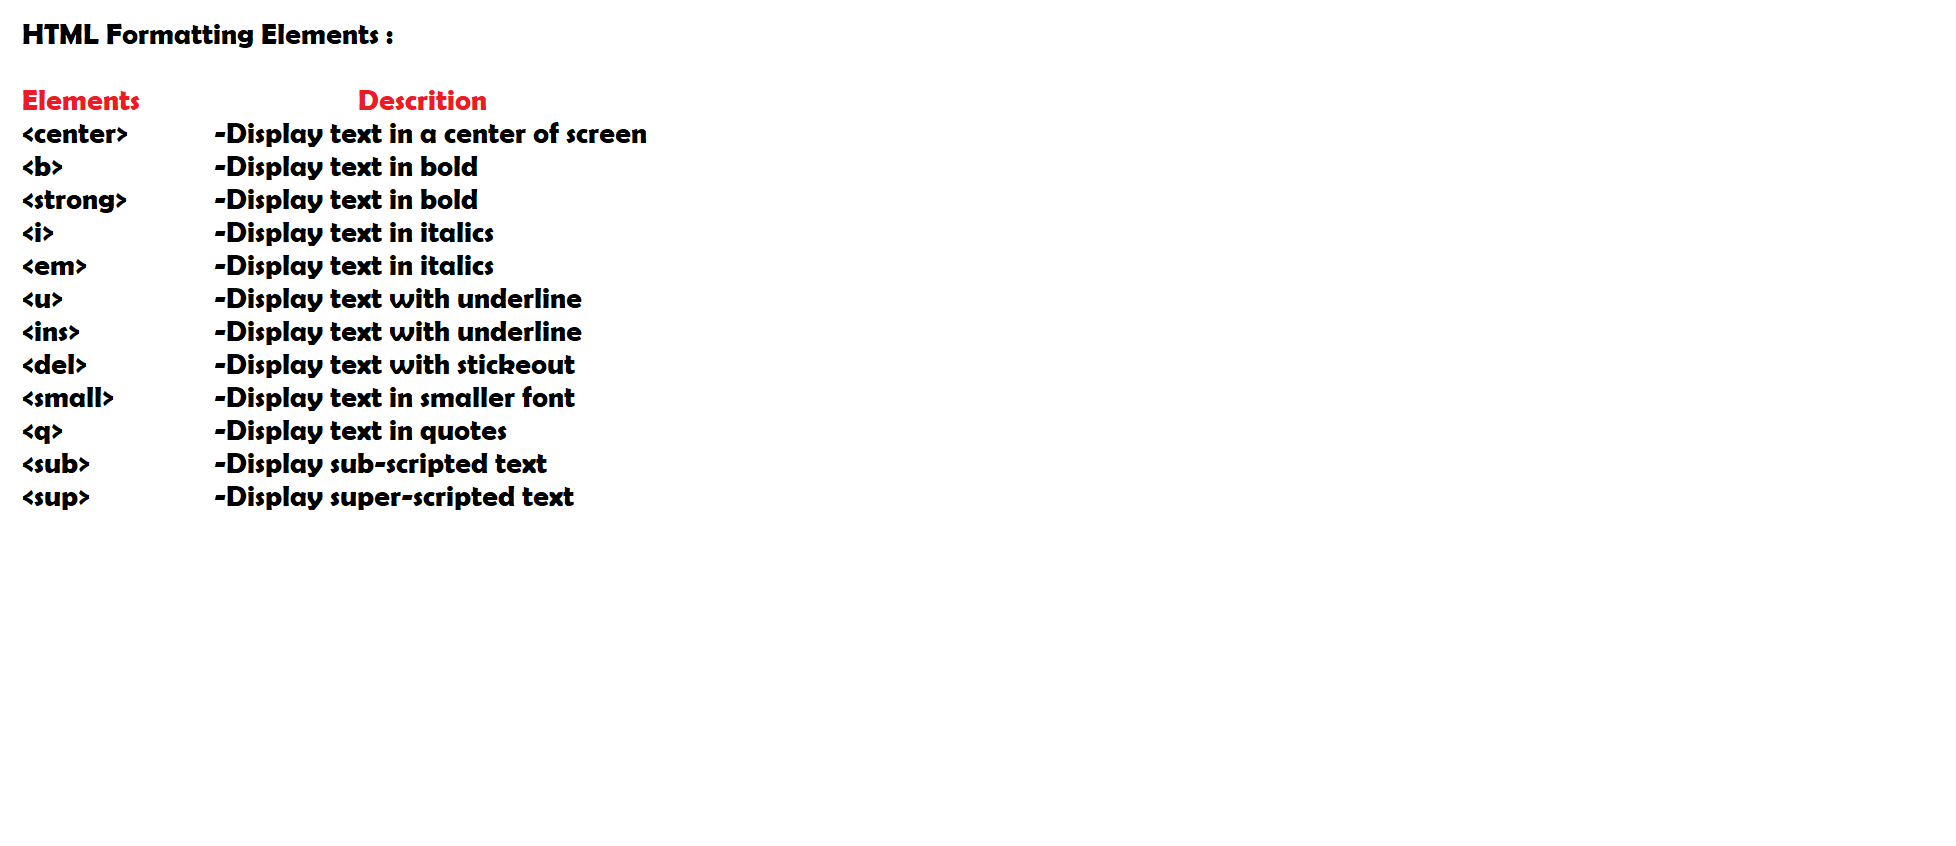 HTML Formatting Elements :
Elements Descrition
<center> -Display text in a center of screen
<b> -Display text in bold
<strong> -Display text in bold
<i> -Display text in italics
<em> -Display text in italics
<u> -Display text with underline
<ins> -Display text with underline
<del> -Display text with stickeout
<small> -Display text in smaller font
<q> -Display text in quotes
<sub> -Display sub-scripted text
<sup> -Display super-scripted text